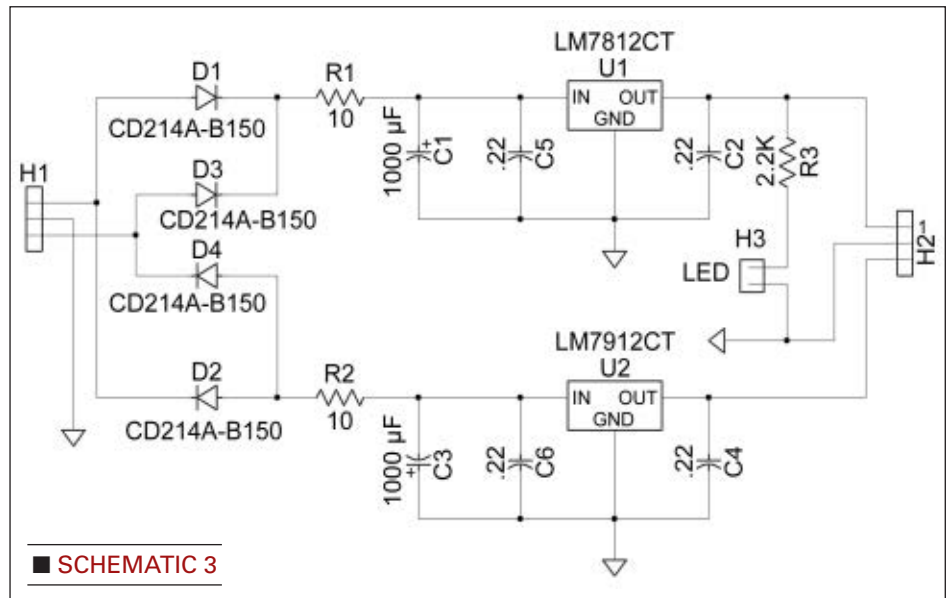 LM7812CT
U1
D1
R1
IN OUT
GND
10
CD214A-B150
1000 µF
+
C1
.22
C5
.22
C2
2.2K
R3
H1
D3
CD214A-B150
D4
CD214A-B150
H3
LED
1
H2
LM7912CT
U2
D2
R2
IN OUT
GND
10
CD214A-B150
1000 µF
+
C3
.22
C6
.22
C4
■ SCHEMATIC 3